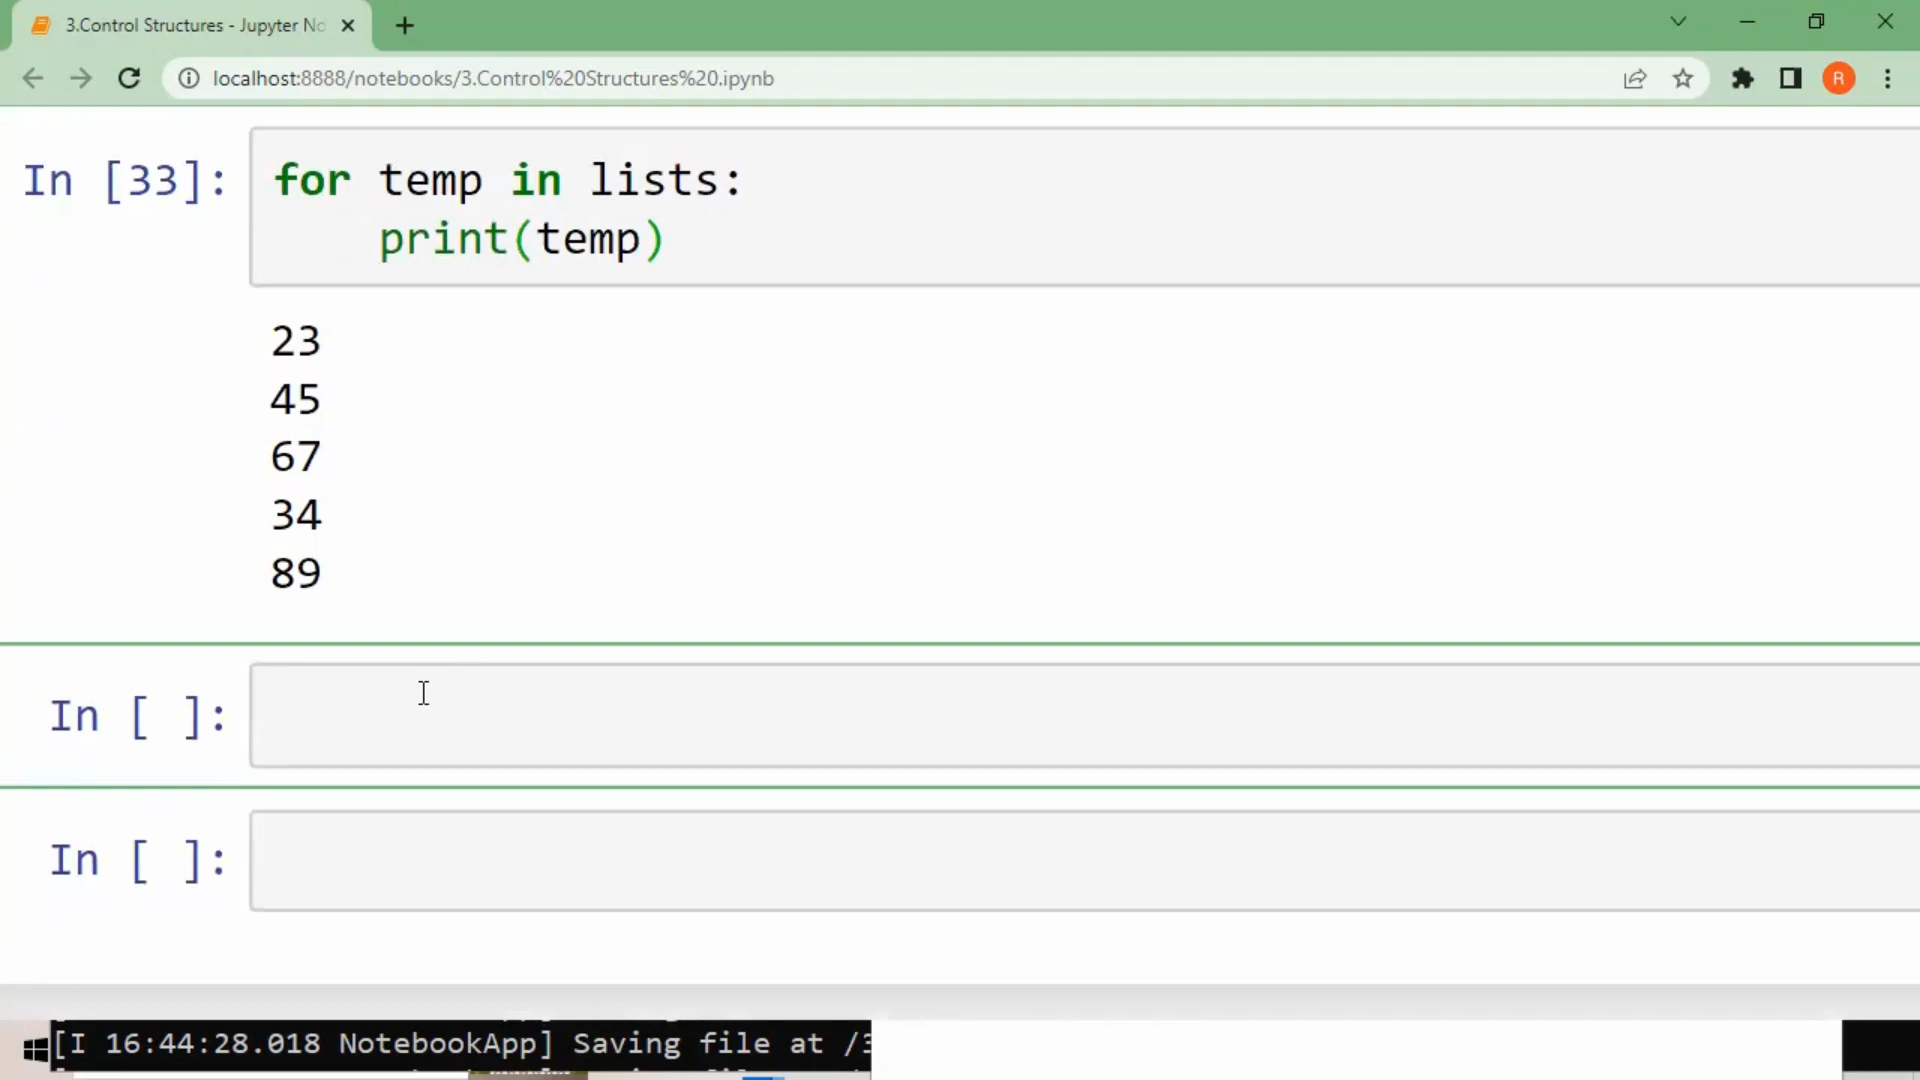 3.Control Structures - Jupyter No
localhost:8888/notebooks/3.Control%20Structures%20.ipynb
R
In [33]: for temp in lists:
print(temp)
23
45
67
34
89
In [ ]:
In [ ]:
[I 16:44:28.018 NotebookApp] Saving file at /3